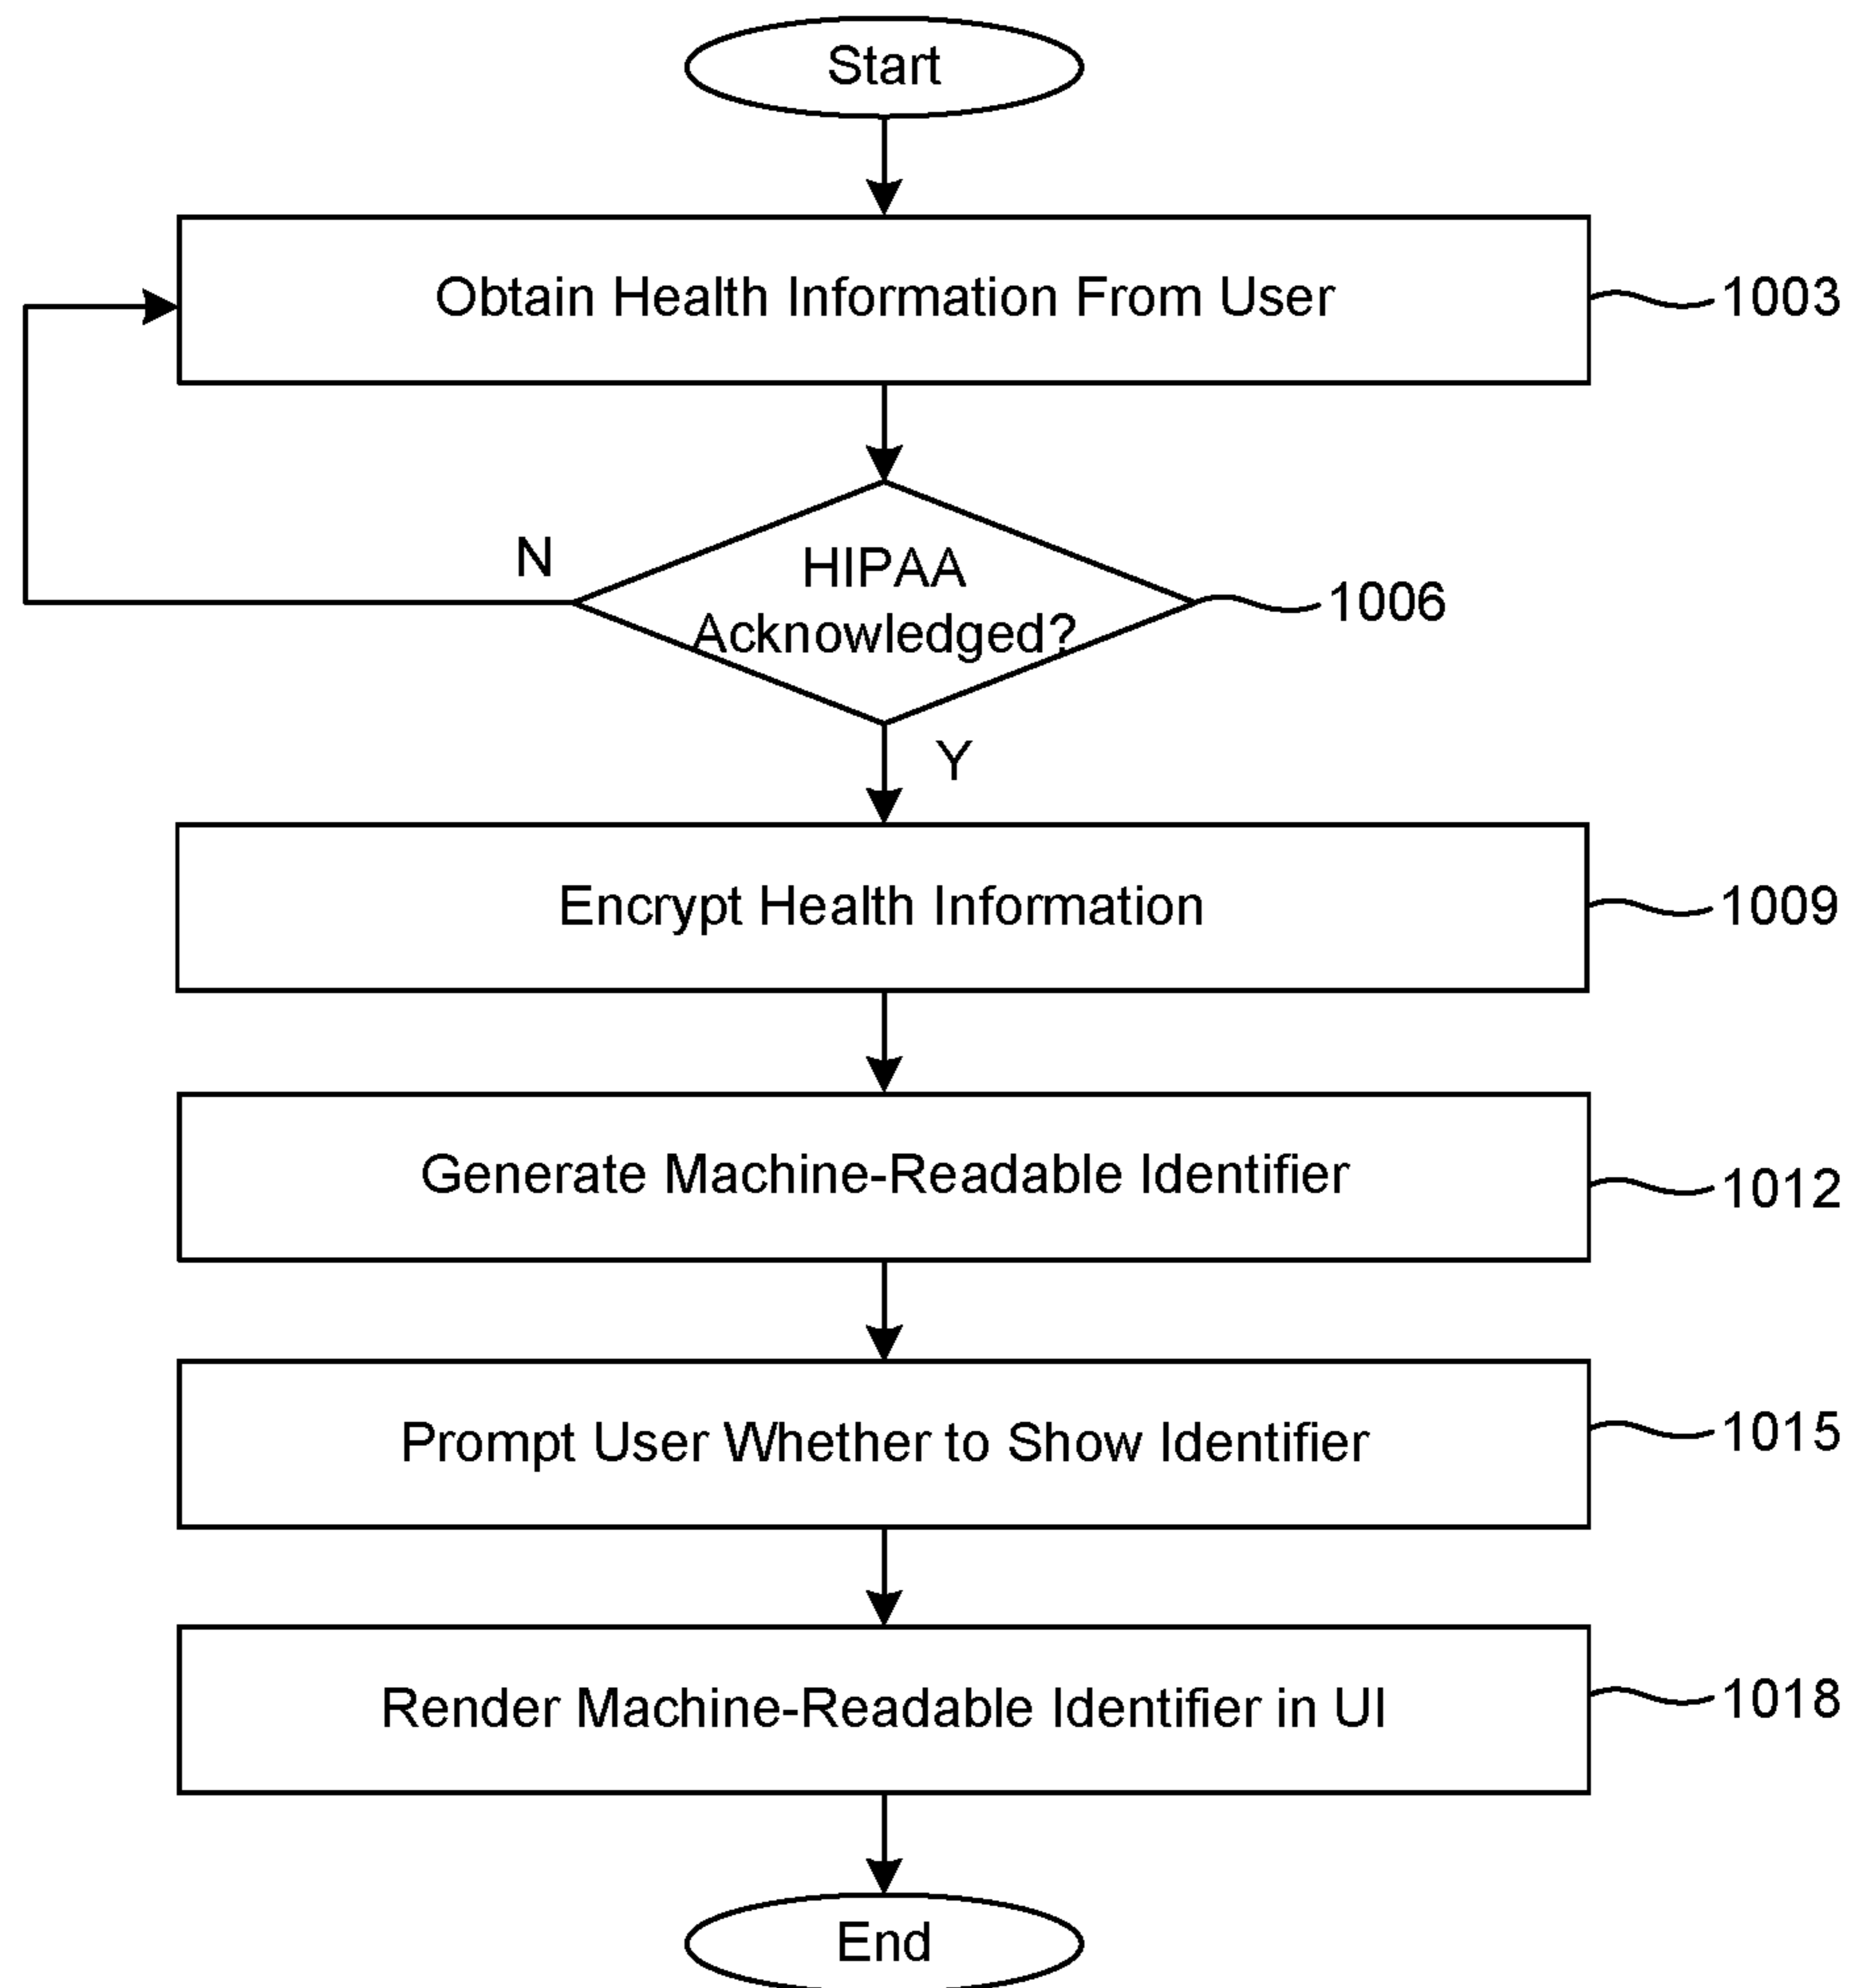 Start
Obtain Health Information From User
1003
N
HIPAA
Acknowledged?
1006
Y
Encrypt Health Information
1009
Generate Machine-Readable Identifier
1012
Prompt User Whether to Show Identifier
1015
Render Machine-Readable Identifier in UI
1018
End